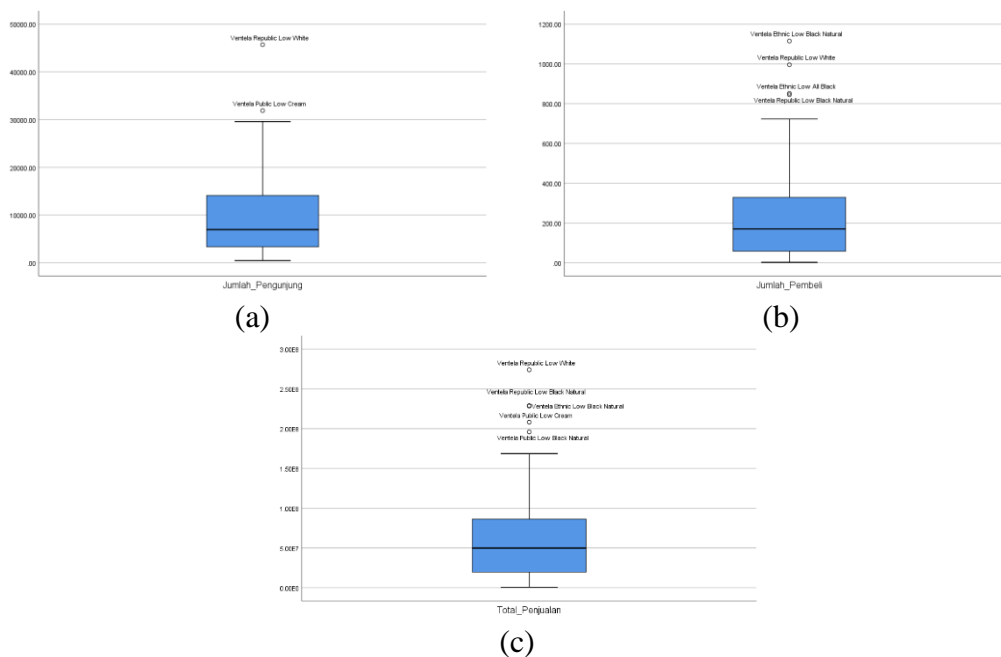 50000.00
Ventela Republic Low White
40000.00
Ventela Public Low Cream
30000.00
20000.00
10000.00
.00
Jumlah_Pengunjung
(a)
1200.00
Ventela Ethnic Low Black Natural
Ventela Republic Low White
1000.00
Ventela Ethnic Low All Black
800.00
Ventela Republic Low Black Natural
600.00
400.00
200.00
.00
Jumlah_Pembeli
(b)
3.00E8
Ventela Republic Low White
2.50E8
Ventela Republic Low Black Natural
Ventela Ethnic Low Black Natural
Ventela Public Low Cream
2.00E8
Ventela Public Low Black Natural
1.50E8
1.00E8
5.00E7
0.00E0
Total_Penjualan
(c)